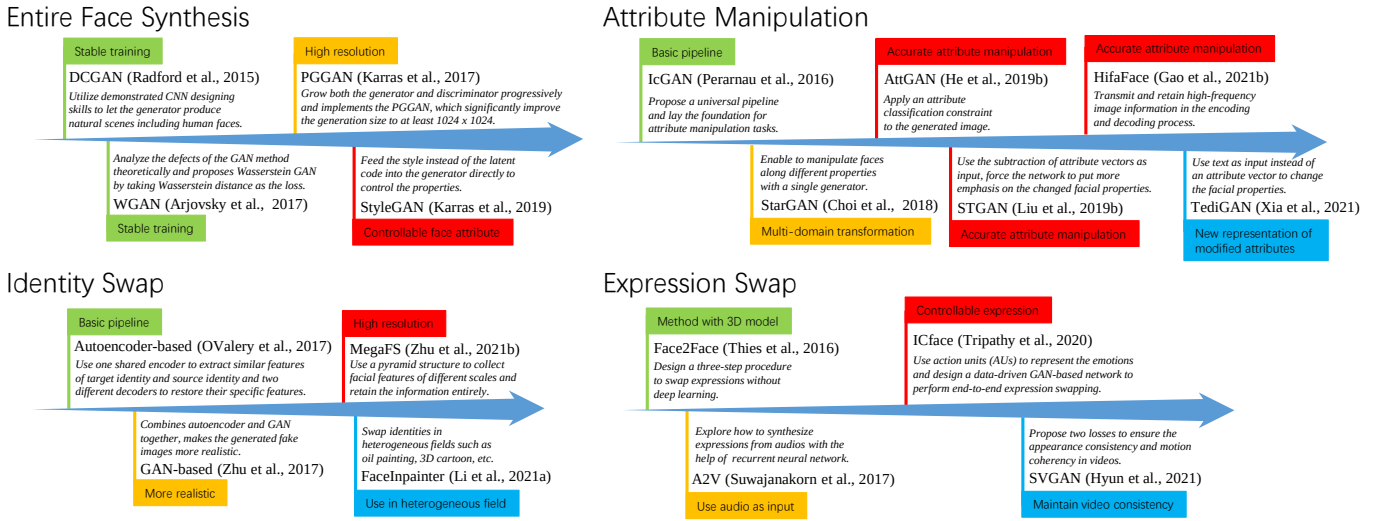 Entire Face Synthesis
Stable training
DCGAN (Radford et al., 2015)
Utilize demonstrated CNN designing
skills to let the generator produce
natural scenes including human faces.
High resolution
PGGAN (Karras et al., 2017)
Grow both the generator and discriminator progressively
and implements the PGGAN, which significantly improve
the generation size to at least 1024 x 1024.
Analyze the defects of the GAN method
theoretically and proposes Wasserstein GAN
by taking Wasserstein distance as the loss.
WGAN (Arjovsky et al., 2017)
Stable training
Feed the style instead of the latent
code into the generator directly to
control the properties.
StyleGAN (Karras et al., 2019)
Controllable face attribute
Attribute Manipulation
Basic pipeline
IcGAN (Perarnau et al., 2016)
Propose a universal pipeline
and lay the foundation for
attribute manipulation tasks.
Accurate attribute manipulation
AttGAN (He et al., 2019b)
Apply an attribute
classification constraint
to the generated image.
Accurate attribute manipulation
HifaFace (Gao et al., 2021b)
Transmit and retain high-frequency
image information in the encoding
and decoding process.
Enable to manipulate faces
along different properties
with a single generator.
StarGAN (Choi et al., 2018)
Multi-domain transformation
Use the subtraction of attribute vectors as
input, force the network to put more
emphasis on the changed facial properties.
STGAN (Liu et al., 2019b)
Accurate attribute manipulation
Use text as input instead of
an attribute vector to change
the facial properties.
TediGAN (Xia et al., 2021)
New representation of
modified attributes
Identity Swap
Basic pipeline
Autoencoder-based (OValery et al., 2017)
Use one shared encoder to extract similar features
of target identity and source identity and two
different decoders to restore their specific features.
High resolution
MegaFS (Zhu et al., 2021b)
Use a pyramid structure to collect
facial features of different scales and
retain the information entirely.
Combines autoencoder and GAN
together, makes the generated fake
images more realistic.
GAN-based (Zhu et al., 2017)
More realistic
Swap identities in
heterogeneous fields such as
oil painting, 3D cartoon, etc.
FaceInpainter (Li et al., 2021a)
Use in heterogeneous field
Expression Swap
Method with 3D model
Face2Face (Thies et al., 2016)
Design a three-step procedure
to swap expressions without
deep learning.
Controllable expression
ICface (Tripathy et al., 2020)
Use action units (AUs) to represent the emotions
and design a data-driven GAN-based network to
perform end-to-end expression swapping.
Explore how to synthesize
expressions from audios with the
help of recurrent neural network.
A2V (Suwajanakorn et al., 2017)
Use audio as input
Propose two losses to ensure the
appearance consistency and motion
coherency in videos.
SVGAN (Hyun et al., 2021)
Maintain video consistency